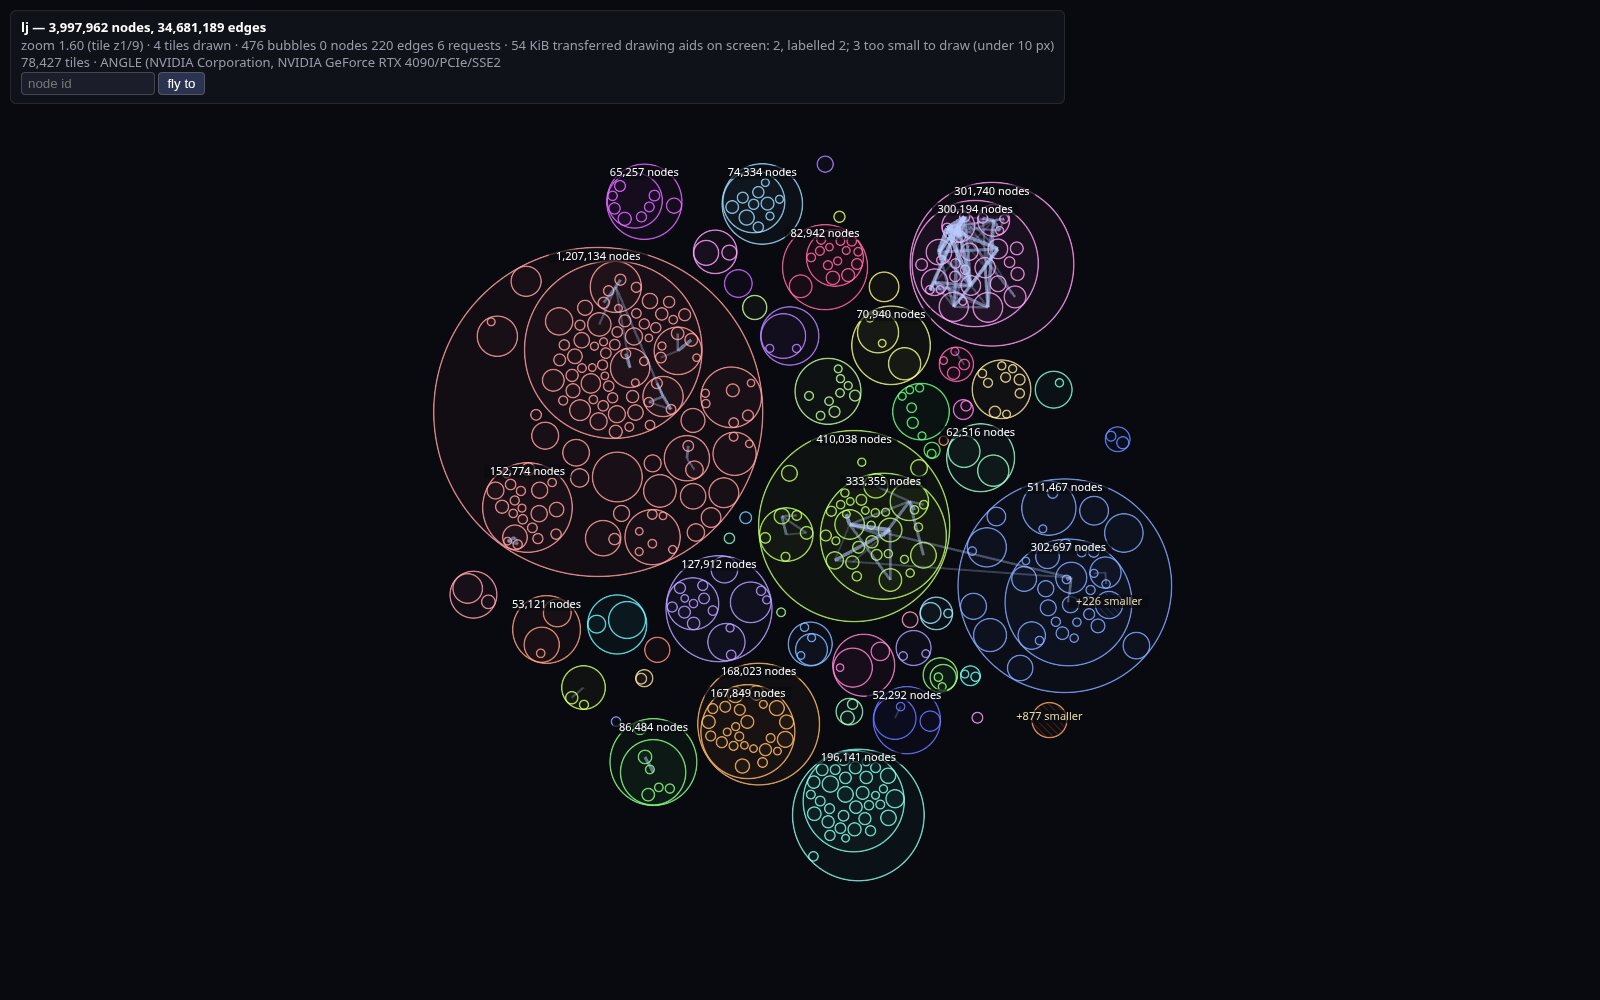 lj — 3,997,962 nodes, 34,681,189 edges
zoom 1.60 (tile z1/9) · 4 tiles drawn · 476 bubbles 0 nodes 220 edges 6 requests · 54 KiB transferred drawing aids on screen: 2, labelled 2; 3 too small to draw (under 10 px)
78,427 tiles · ANGLE (NVIDIA Corporation, NVIDIA GeForce RTX 4090/PCIe/SSE2
node id fly to
65,257 nodes
74,334 nodes
301,740 nodes
300,194 nodes
82,942 nodes
1,207,134 nodes
70,940 nodes
62,516 nodes
410,038 nodes
152,774 nodes
333,355 nodes
511,467 nodes
302,697 nodes
127,912 nodes
+226 smaller
53,121 nodes
168,023 nodes
167,849 nodes
52,292 nodes
+877 smaller
86,484 nodes
196,141 nodes